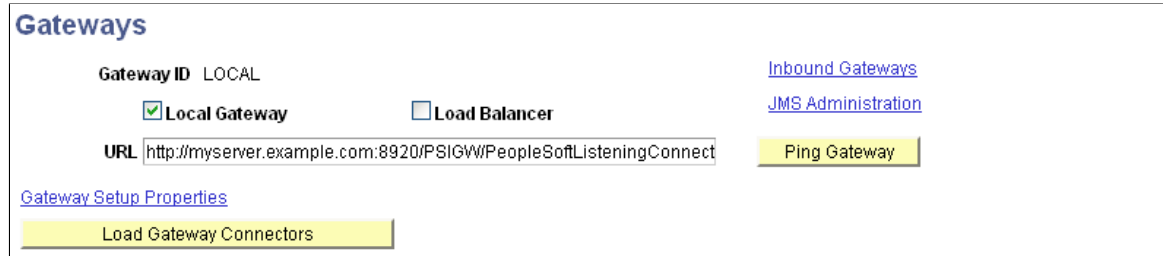 Gateways
Gateway ID LOCAL
Inbound Gateways
Local Gateway Load Balancer
JMS Administration
URL http://myserver.example.com:8920/PSIGW/PeopleSoftListeningConnect
Ping Gateway
Gateway Setup Properties
Load Gateway Connectors